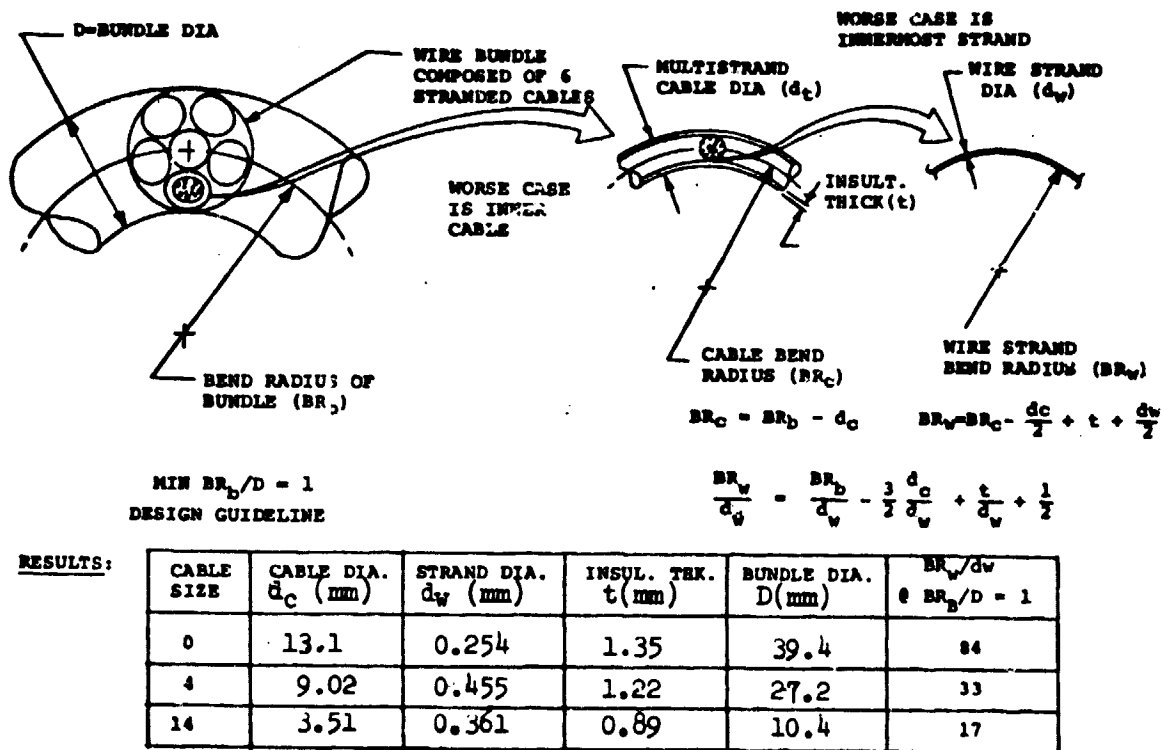 D=BUNDLE DIA
WIRE BUNDLE
COMPOSED OF 6
STRANDED CABLES
WORSE CASE
IS INNER
CABLE
BEND RADIUS OF
BUNDLE (BRb)
MULTISTRAND
CABLE DIA (dt)
INSULT.
THICK(t)
CABLE BEND
RADIUS (BRc)
WORSE CASE IS
INNERMOST STRAND
WIRE STRAND
DIA (dw)
WIRE STRAND
BEND RADIUS (BRw)
BRc = BRb - dc
BRw=BRc- dc/2 + t + dw/2
MIN BRb/D = 1
DESIGN GUIDELINE
BRw/dw = BRb/dw - 3/2 dc/dw + t/dw + 1/2
RESULTS:
CABLE SIZE | CABLE DIA. dc (mm) | STRAND DIA. dw (mm) | INSUL. THK. t(mm) | BUNDLE DIA. D(mm) | BRw/dw @ BRB/D = 1
0 | 13.1 | 0.254 | 1.35 | 39.4 | 84
4 | 9.02 | 0.455 | 1.22 | 27.2 | 33
14 | 3.51 | 0.361 | 0.89 | 10.4 | 17